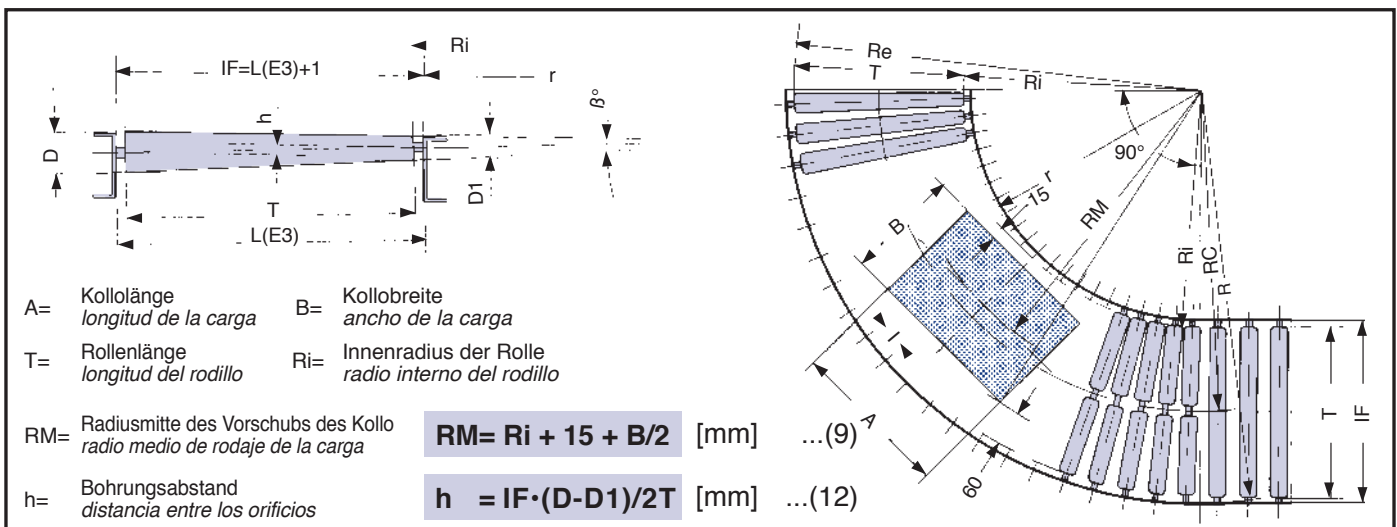 Ri
IF=L(E3)+1
r
h
ß°
D
D1
T
L(E3)
A= Kollolänge
longitud de la carga
B= Kollobreite
ancho de la carga
T= Rollenlänge
longitud del rodillo
Ri= Innenradius der Rolle
radio interno del rodillo
RM= Radiusmitte des Vorschubs des Kollo
radio medio de rodaje de la carga
RM= Ri + 15 + B/2 [mm] ...(9)
h= Bohrungsabstand
distancia entre los orificios
h = IF•(D-D1)/2T [mm] ...(12)
Re
T
Ri
90°
r
15
RM
B
Ri
RC
R
I
A
60
T
IF